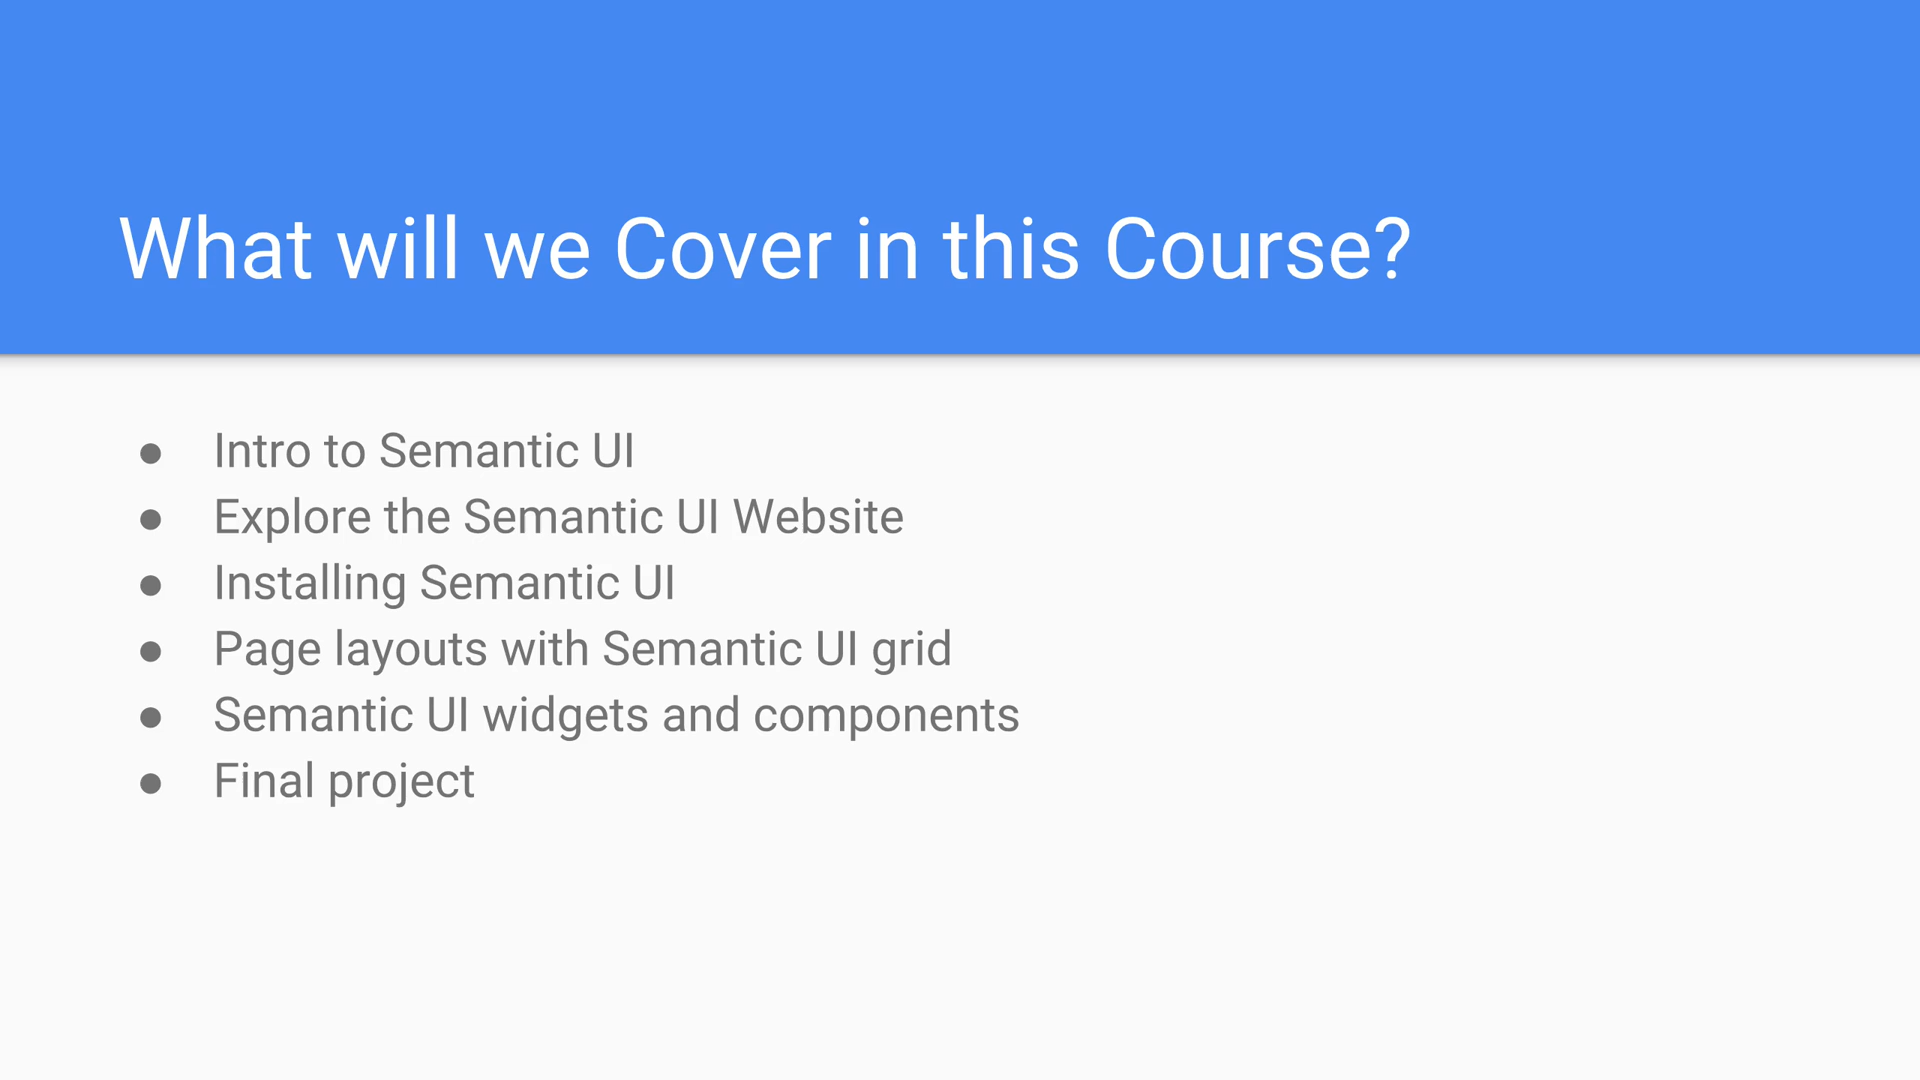 What will we Cover in this Course?
● Intro to Semantic UI
● Explore the Semantic UI Website
● Installing Semantic UI
● Page layouts with Semantic UI grid
● Semantic UI widgets and components
● Final project